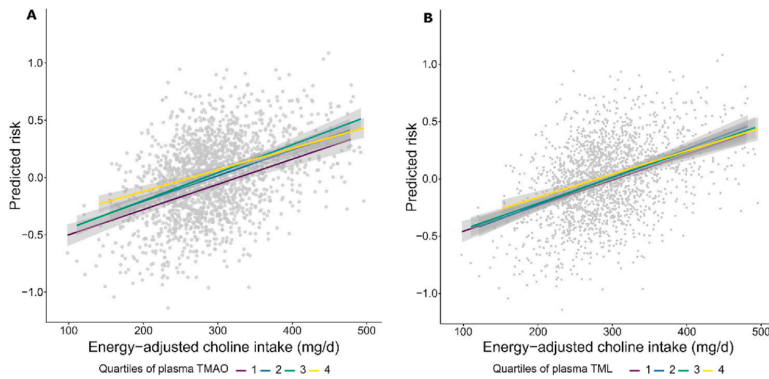 A
Predicted risk
1.0
0.5
0.0
−0.5
−1.0
100 200 300 400 500
Energy−adjusted choline intake (mg/d)
Quartiles of plasma TMAO 1 2 3 4
B
Predicted risk
1.0
0.5
0.0
−0.5
−1.0
100 200 300 400 500
Energy−adjusted choline intake (mg/d)
Quartiles of plasma TML 1 2 3 4